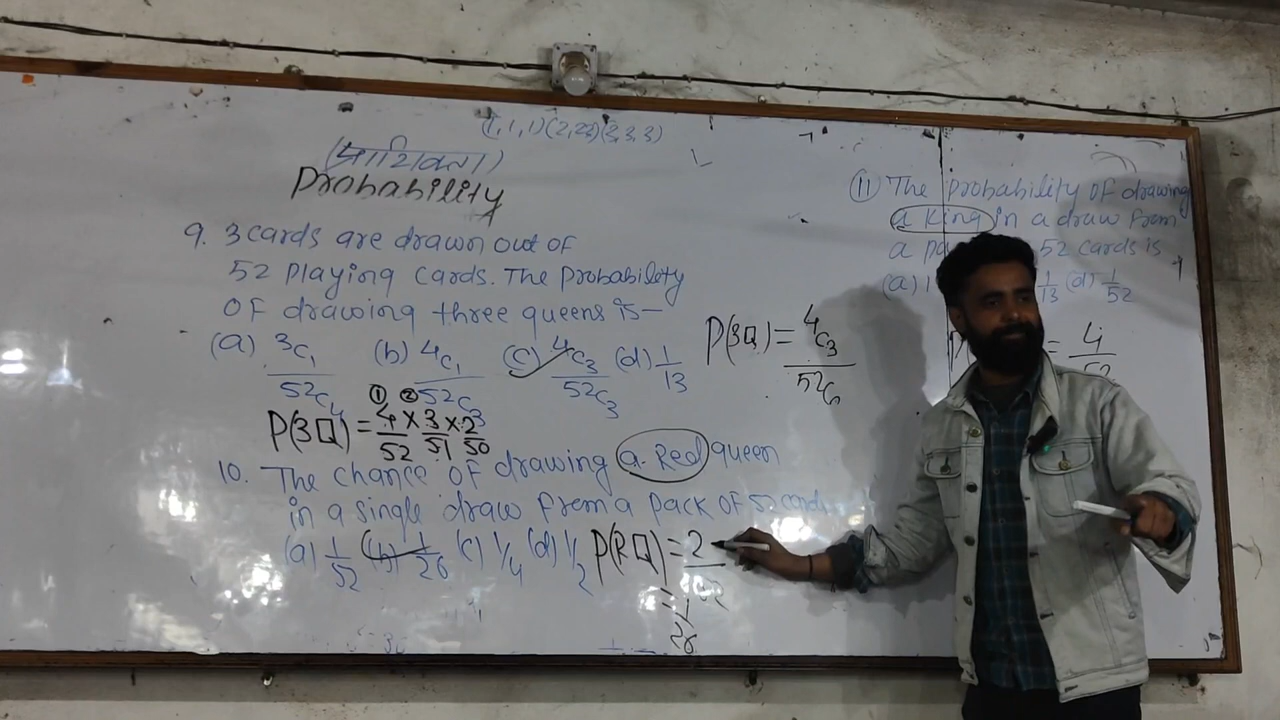 (1,1,1)(2,2,2)(3,3,3)
(प्रायिकता)
Probability
9. 3 cards are drawn out of
52 Playing cards. The Probability
of drawing three queens is—
(a) 3C1/52C4 (b) 4C1/52C3 (c) 4C3/52C3 (d) 1/13
P(3Q) = 4/52 × 3/51 × 2/50
① ②
P(3Q) = 4C3/52C
10. The chance of drawing a Red queen
in a single draw from a pack of 52 card
(a) 1/52 (b) 1/26 (c) 1/4 (d) 1/2
P(RQ) = 2/52
= 1/26
⑪ The Probability of drawing
a King in a draw from
a 52 cards is
(a) 1 1/13 (d) 1/52
= 4/52